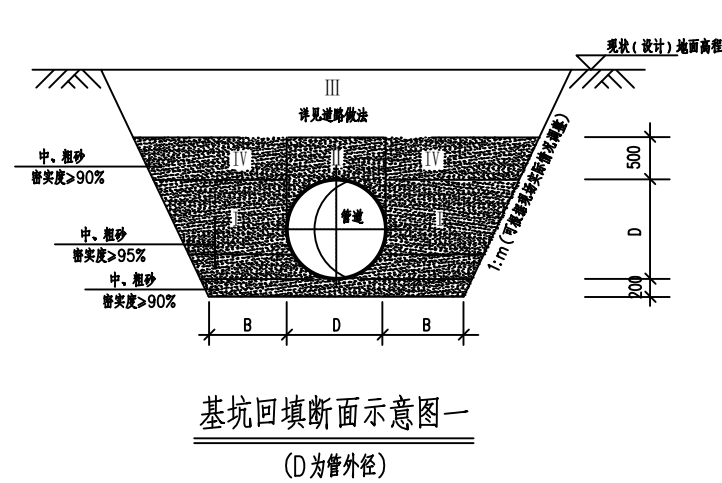 现状(设计)地面高程
Ⅲ
详见道路做法
Ⅳ Ⅱ Ⅳ
中、粗砂
密实度≥90%
500
Ⅰ 管道 Ⅰ
1:m(可根据现场实际情况调整)
中、粗砂
密实度≥95%
D
中、粗砂
密实度≥90%
200
B D B
基坑回填断面示意图一
(D为管外径)